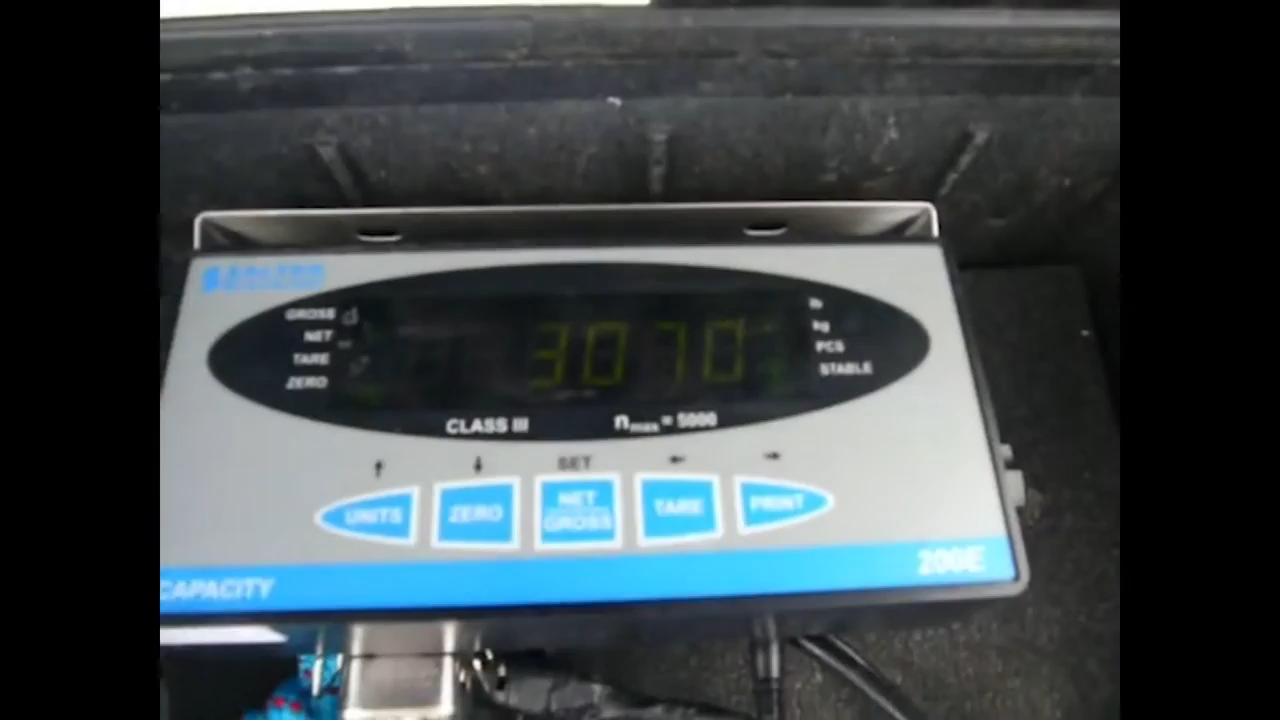 SALTER
GROSS
NET
TARE
ZERO
3070
lb
kg
PCS
STABLE
CLASS III
nmax = 5000
↑ ↓ SET ← →
UNITS
ZERO
NET
GROSS
TARE
PRINT
200E
CAPACITY